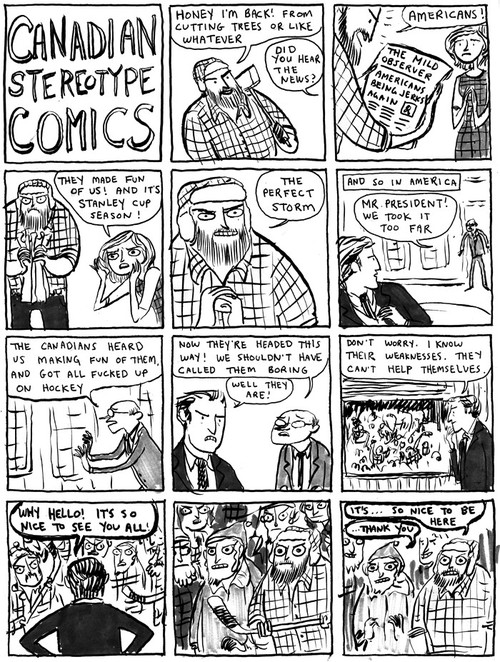 CANADIAN
STEREOTYPE
COMICS
HONEY I'M BACK! FROM
CUTTING TREES OR LIKE
WHATEVER
DID
YOU HEAR
THE
NEWS?
AMERICANS!
THE MILD
OBSERVER
AMERICANS
BEING JERKS
AGAIN
THEY MADE FUN
OF US! AND IT'S
STANLEY CUP
SEASON!
THE
PERFECT
STORM
AND SO IN AMERICA
MR. PRESIDENT!
WE TOOK IT
TOO FAR
THE CANADIANS HEARD
US MAKING FUN OF THEM,
AND GOT ALL FUCKED UP
ON HOCKEY
NOW THEY'RE HEADED THIS
WAY! WE SHOULDN'T HAVE
CALLED THEM BORING
WELL THEY
ARE!
DON'T WORRY. I KNOW
THEIR WEAKNESSES. THEY
CAN'T HELP THEMSELVES.
WHY HELLO! IT'S SO
NICE TO SEE YOU ALL!
IT'S... SO NICE TO BE
HERE
...THANK YOU